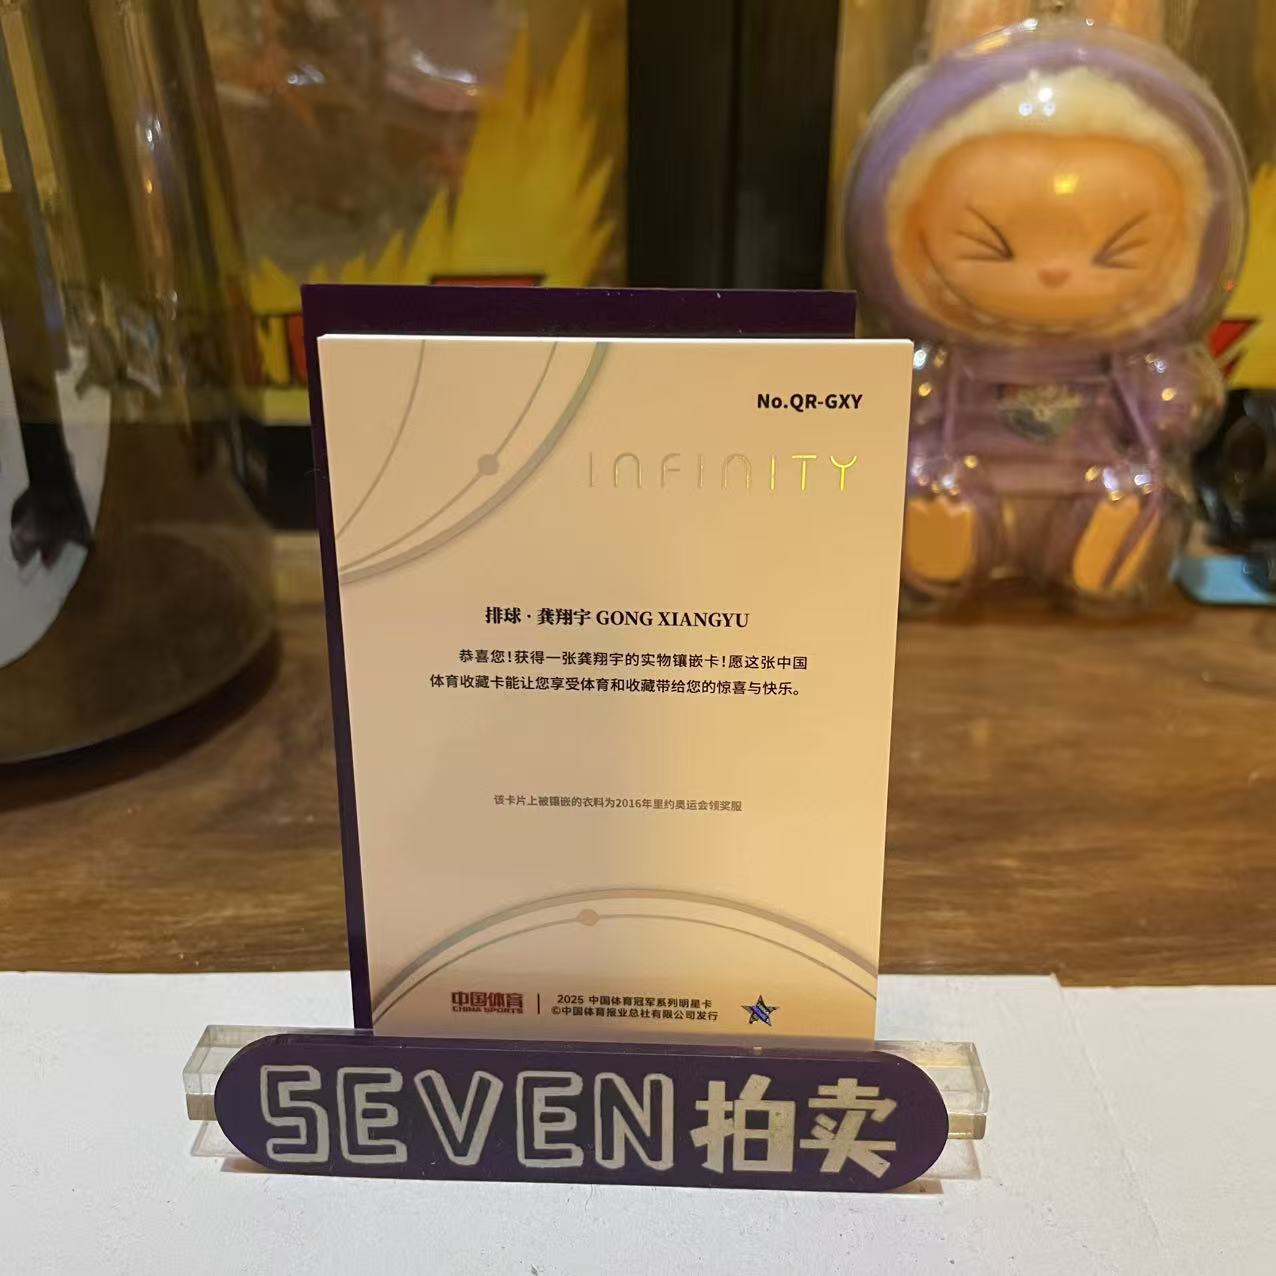 No.QR-GXY
INFINITY
排球 · 龚翔宇 GONG XIANGYU
恭喜您！获得一张龚翔宇的实物镶嵌卡！愿这张中国
体育收藏卡能让您享受体育和收藏带给您的惊喜与快乐。
该卡片上被镶嵌的衣料为2016年里约奥运会领奖服
中国体育
CHINA SPORTS
2025 中国体育冠军系列明星卡
©中国体育报业总社有限公司发行
SEVEN拍卖